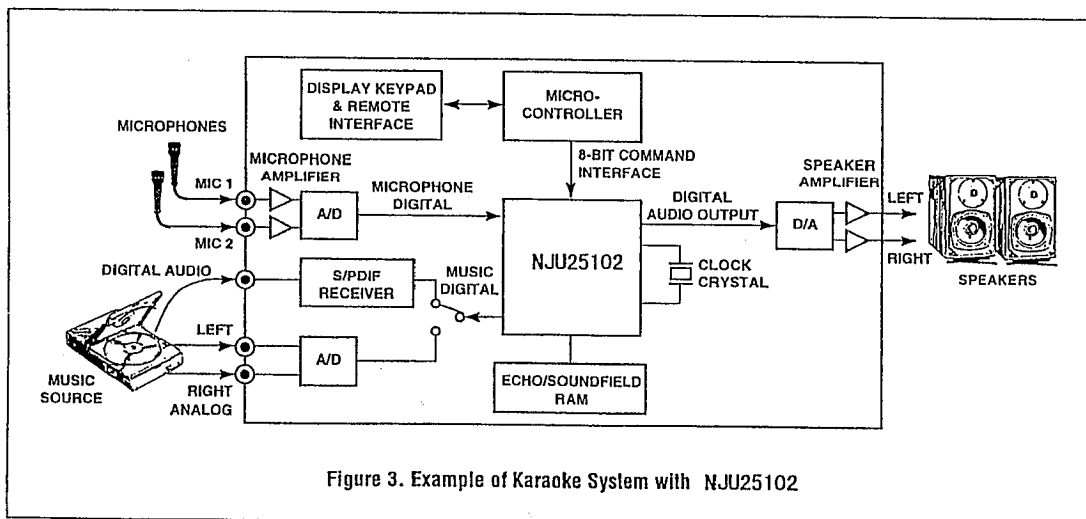 DISPLAY KEYPAD
& REMOTE
INTERFACE
MICRO-
CONTROLLER
MICROPHONES
MICROPHONE
AMPLIFIER
8-BIT COMMAND
INTERFACE
SPEAKER
AMPLIFIER
MIC 1
A/D
MICROPHONE
DIGITAL
MIC 2
NJU25102
DIGITAL
AUDIO OUTPUT
D/A
LEFT
RIGHT
SPEAKERS
CLOCK
CRYSTAL
DIGITAL AUDIO
S/PDIF
RECEIVER
MUSIC
DIGITAL
LEFT
A/D
RIGHT
ANALOG
MUSIC
SOURCE
ECHO/SOUNDFIELD
RAM
Figure 3. Example of Karaoke System with NJU25102